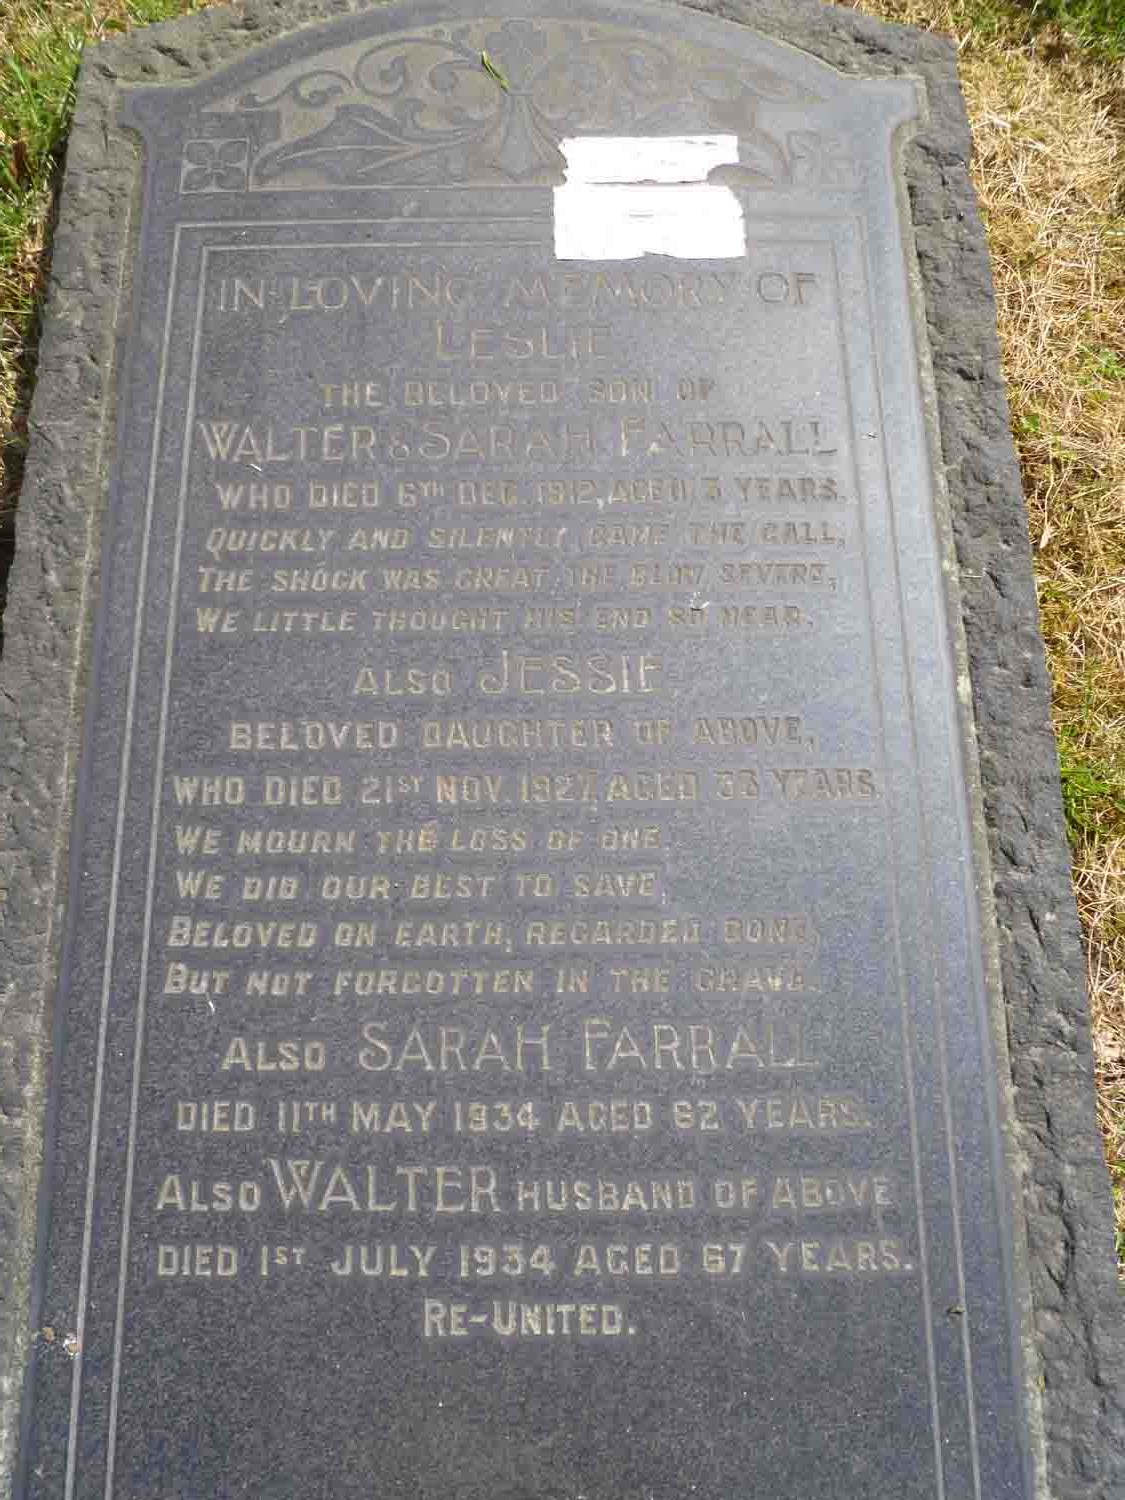 IN LOVING MEMORY OF
LESLIE
THE BELOVED SON OF
WALTER & SARAH FARRALL
WHO DIED 6TH DEC. 1912, AGED 13 YEARS.
QUICKLY AND SILENTLY CAME THE CALL,
THE SHOCK WAS GREAT, THE BLOW SEVERE,
WE LITTLE THOUGHT HIS END SO NEAR.
ALSO JESSIE,
BELOVED DAUGHTER OF ABOVE,
WHO DIED 21ST NOV. 1927, AGED 33 YEARS.
WE MOURN THE LOSS OF ONE,
WE DID OUR BEST TO SAVE,
BELOVED ON EARTH, REGARDED GONE,
BUT NOT FORGOTTEN IN THE GRAVE.
ALSO SARAH FARRALL
DIED 11TH MAY 1934 AGED 62 YEARS.
ALSO WALTER HUSBAND OF ABOVE
DIED 1ST JULY 1934 AGED 67 YEARS.
RE-UNITED.